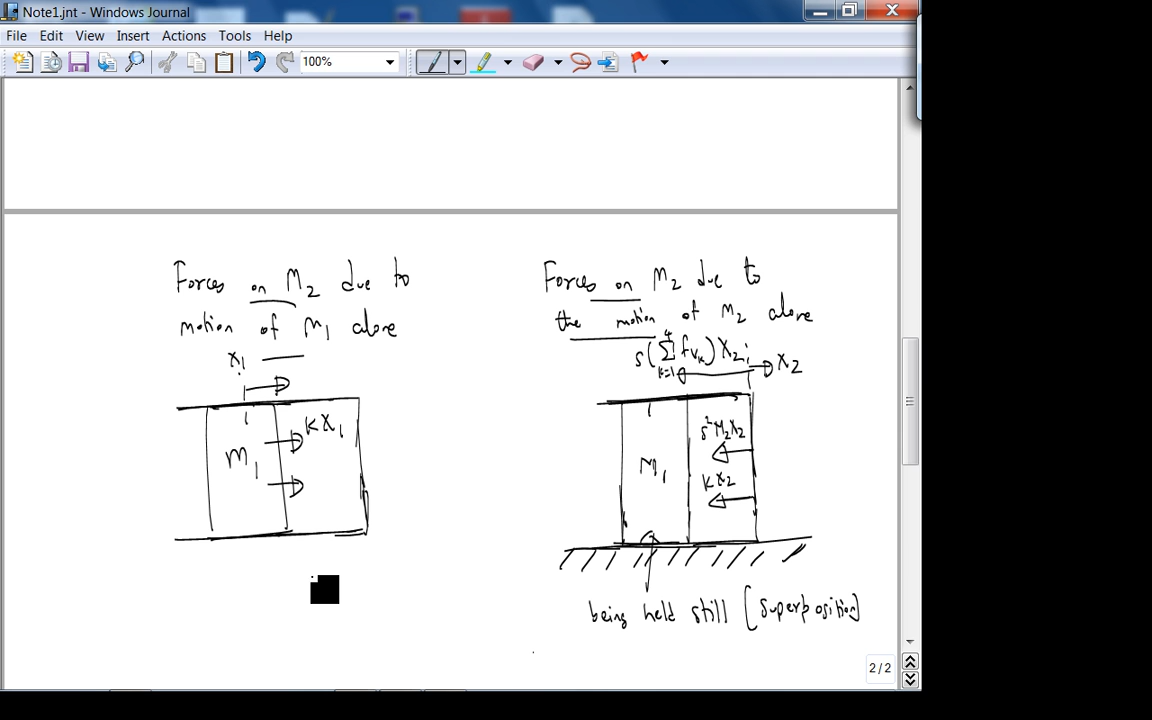 Note1.jnt - Windows Journal
File Edit View Insert Actions Tools Help
100%
Forces on M2 due to
motion of M1 alone
x1
KX1
M1
Forces on M2 due to
the motion of M2 alone
s(∑ fvk) X2; X2
4
k=1
s²M2X2
M1
KX2
being held still [superposition]
2 / 2